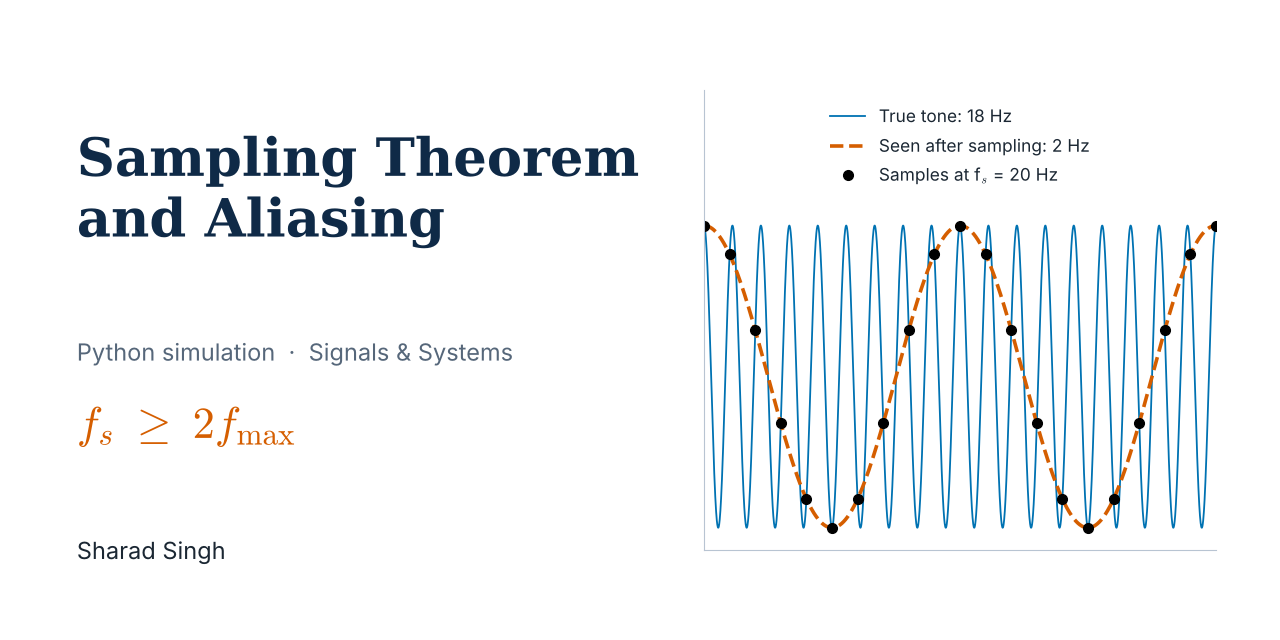 Sampling Theorem
and Aliasing
Python simulation · Signals & Systems
fₛ ≥ 2f_max
Sharad Singh
True tone: 18 Hz
Seen after sampling: 2 Hz
Samples at fₛ = 20 Hz